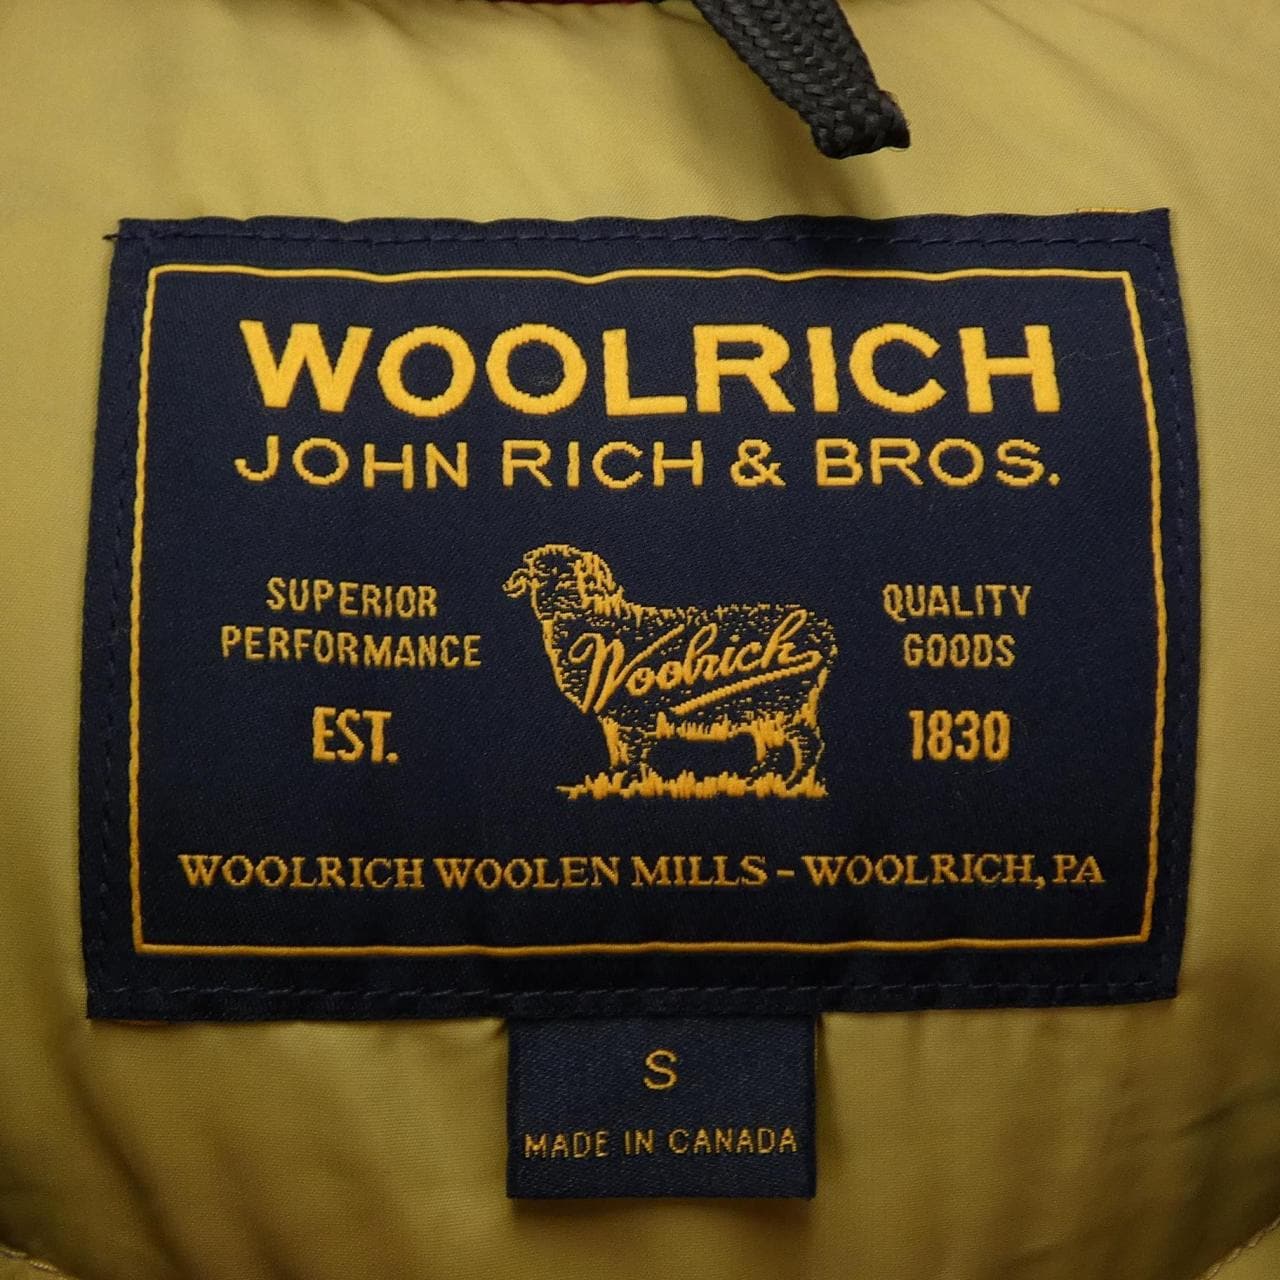 WOOLRICH
JOHN RICH & BROS.
SUPERIOR
PERFORMANCE
EST.
Woolrich
QUALITY
GOODS
1830
WOOLRICH WOOLEN MILLS - WOOLRICH, PA
S
MADE IN CANADA